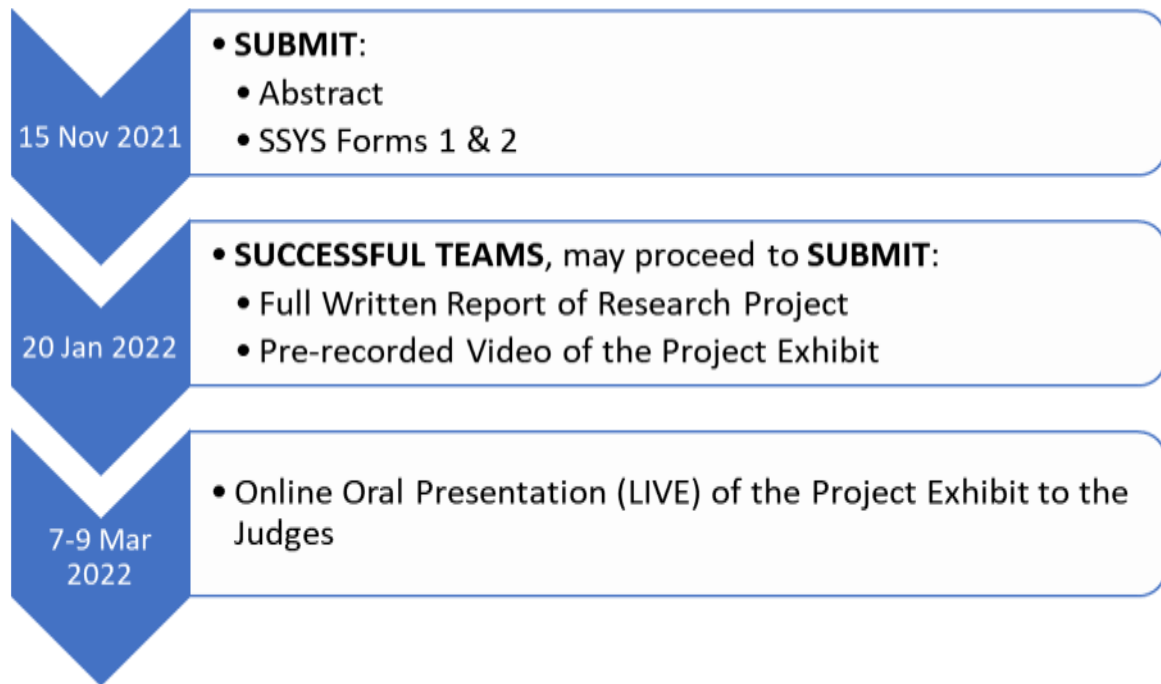 15 Nov 2021
• SUBMIT:
• Abstract
• SSYS Forms 1 & 2
20 Jan 2022
• SUCCESSFUL TEAMS, may proceed to SUBMIT:
• Full Written Report of Research Project
• Pre-recorded Video of the Project Exhibit
7-9 Mar
2022
• Online Oral Presentation (LIVE) of the Project Exhibit to the
Judges